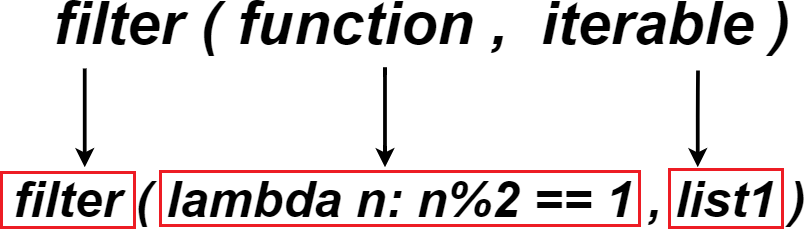 filter ( function , iterable )
filter ( lambda n: n%2 == 1 , list1 )